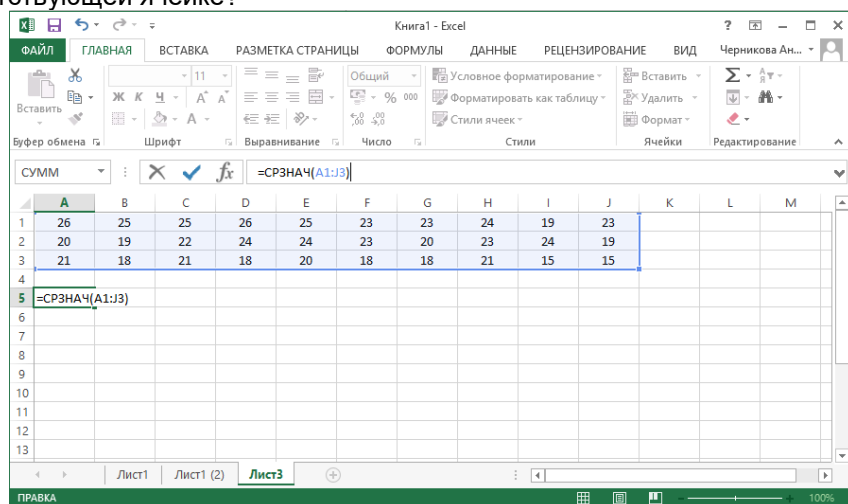 ствующей ячейке?
Книга1 - Excel
ФАЙЛ ГЛАВНАЯ ВСТАВКА РАЗМЕТКА СТРАНИЦЫ ФОРМУЛЫ ДАННЫЕ РЕЦЕНЗИРОВАНИЕ ВИД Черникова Ан...
Вставить
11
Ж К Ч А А
А
Общий
% 000
Условное форматирование
Форматировать как таблицу
Стили ячеек
Вставить
Удалить
Формат
Буфер обмена Шрифт Выравнивание Число Стили Ячейки Редактирование
СУММ =СРЗНАЧ(A1:J3)
A B C D E F G H I J K L M
1 26 25 25 26 25 23 23 24 19 23
2 20 19 22 24 24 23 20 23 24 19
3 21 18 21 18 20 18 18 21 15 15
4
5 =СРЗНАЧ(A1:J3)
6
7
8
9
10
11
12
13
Лист1 Лист1 (2) Лист3
ПРАВКА 100%